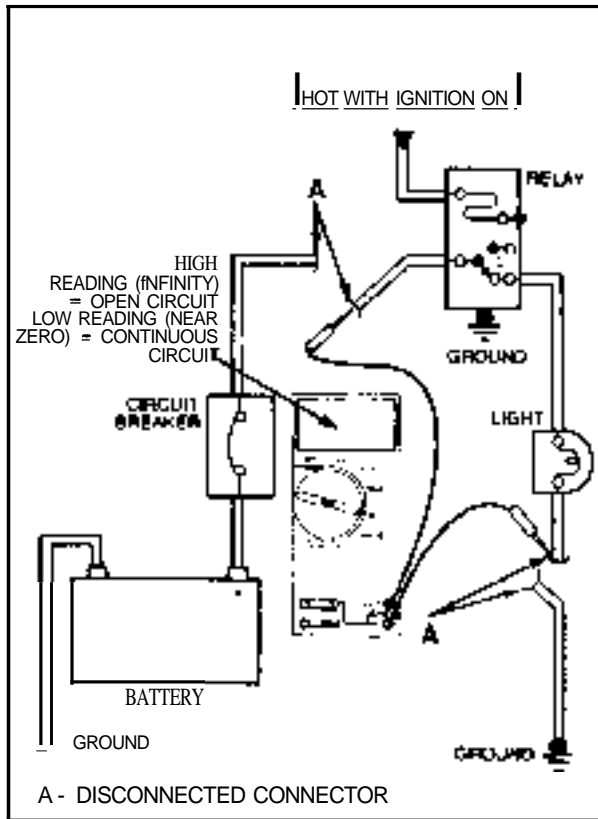 HOT WITH IGNITION ON
RELAY
A
HIGH
READING (fNFINITY)
= OPEN CIRCUIT
LOW READING (NEAR
ZERO) = CONTINUOUS
CIRCUIT
GROUND
CIRCUIT
BREAKER
LIGHT
A
BATTERY
GROUND
GROUND
A - DISCONNECTED CONNECTOR